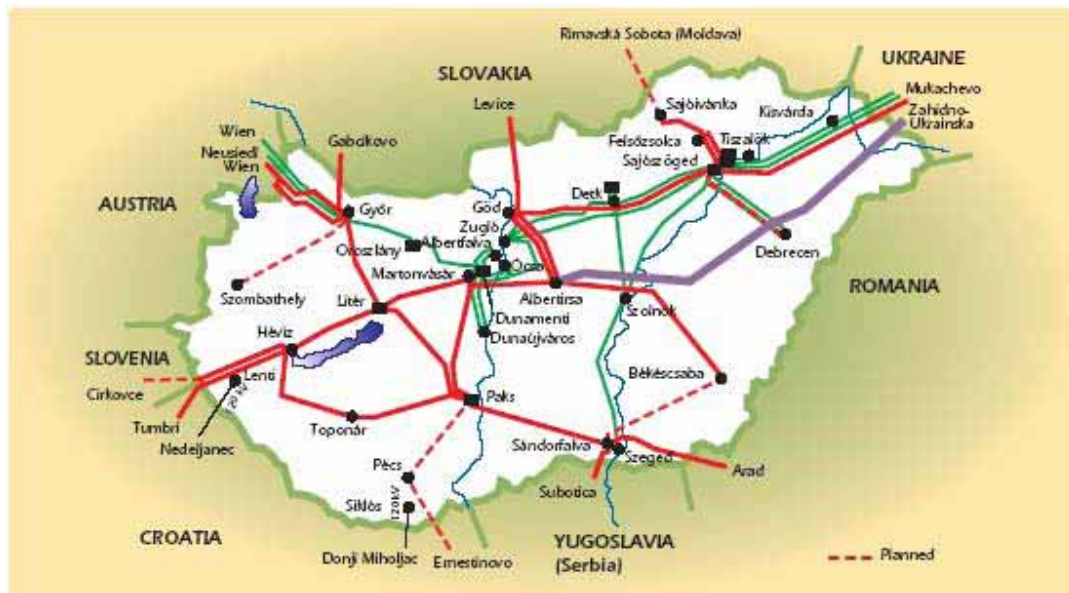 Rimavská Sobota (Moldava)
UKRAINE
SLOVAKIA
Mukachevo
Levice
Sajóivánka
Kisvárda
Zahidno-
Ukrainska
Wien
Gabcikovo
Felsőzsolca
Tiszalök
Neusiedl
Sajószöged
Wien
Detk
AUSTRIA
Győr
Göd
Zugló
Albertfalva
Debrecen
Oroszlány
Ócsa
Martonvásár
Szombathely
Litér
Albertirsa
ROMANIA
Szolnok
Dunamenti
Hévíz
Dunaújváros
SLOVENIA
Békéscsaba
Lenti
Cirkovce
Paks
Tumbri
Toponár
Nedeljanec
Sándorfalva
Szeged
Arad
Pécs
Subotica
Siklós
120 kV
CROATIA
Donji Miholjac
Ernestinovo
YUGOSLAVIA
(Serbia)
Planned